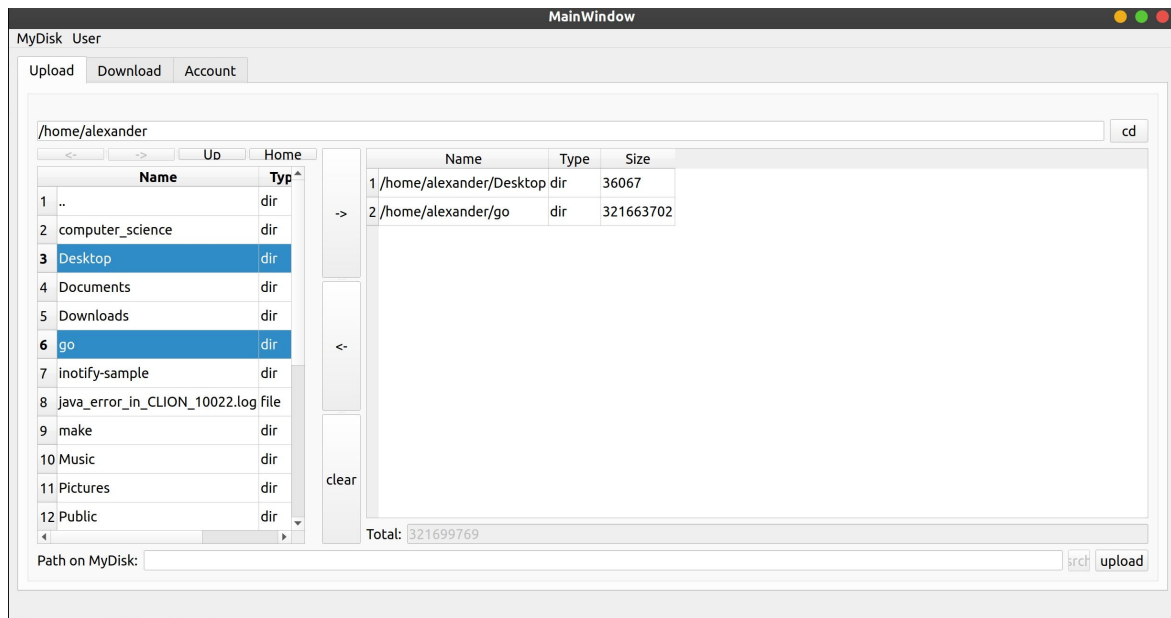 MainWindow
MyDisk User
Upload Download Account
/home/alexander cd
<- -> Up Home
Name Typ
1 .. dir
2 computer_science dir
3 Desktop dir
4 Documents dir
5 Downloads dir
6 go dir
7 inotify-sample dir
8 java_error_in_CLION_10022.log file
9 make dir
10 Music dir
11 Pictures dir
12 Public dir
->
<-
clear
Name Type Size
1 /home/alexander/Desktop dir 36067
2 /home/alexander/go dir 321663702
Total: 321699769
Path on MyDisk: srch upload